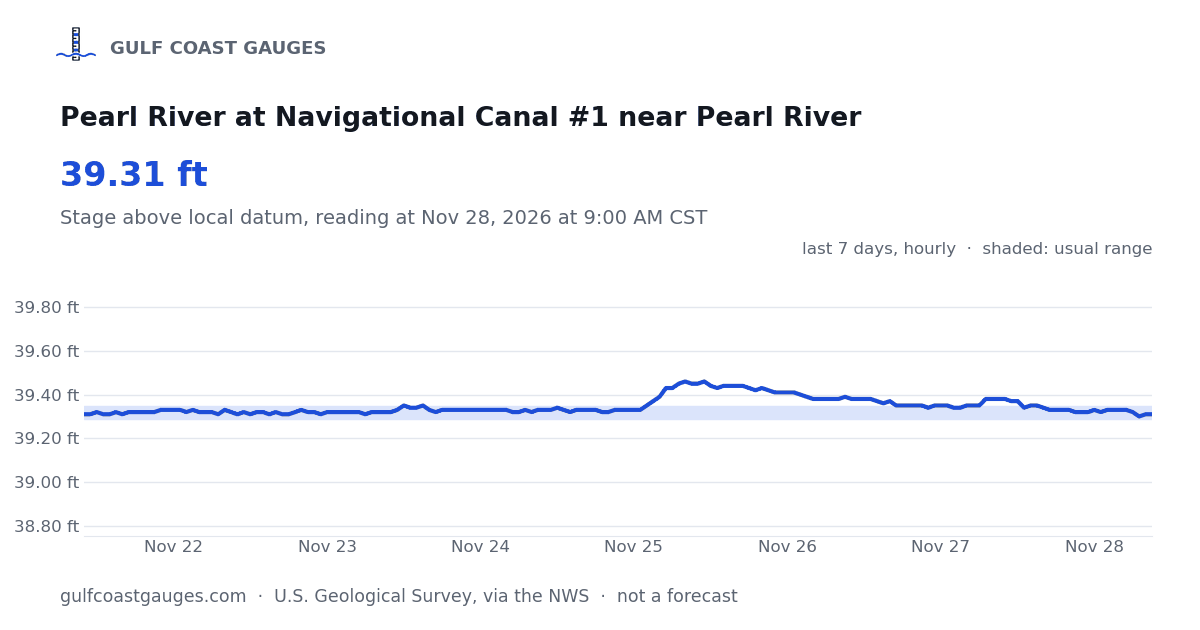 GULF COAST GAUGES
Pearl River at Navigational Canal #1 near Pearl River
39.31 ft
Stage above local datum, reading at Nov 28, 2026 at 9:00 AM CST
last 7 days, hourly · shaded: usual range
39.80 ft
39.60 ft
39.40 ft
39.20 ft
39.00 ft
38.80 ft
Nov 22 Nov 23 Nov 24 Nov 25 Nov 26 Nov 27 Nov 28
gulfcoastgauges.com · U.S. Geological Survey, via the NWS · not a forecast